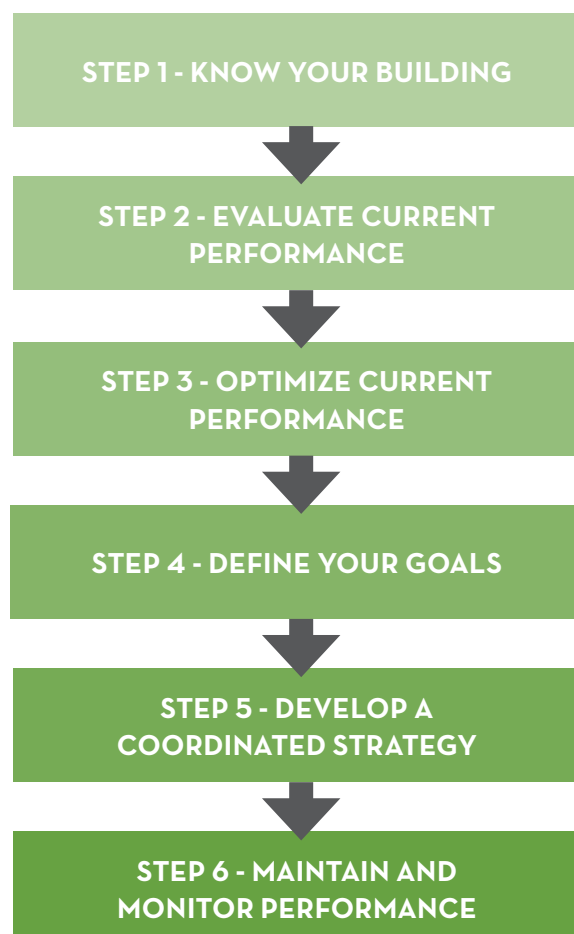 STEP 1 - KNOW YOUR BUILDING
STEP 2 - EVALUATE CURRENT
PERFORMANCE
STEP 3 - OPTIMIZE CURRENT
PERFORMANCE
STEP 4 - DEFINE YOUR GOALS
STEP 5 - DEVELOP A
COORDINATED STRATEGY
STEP 6 - MAINTAIN AND
MONITOR PERFORMANCE